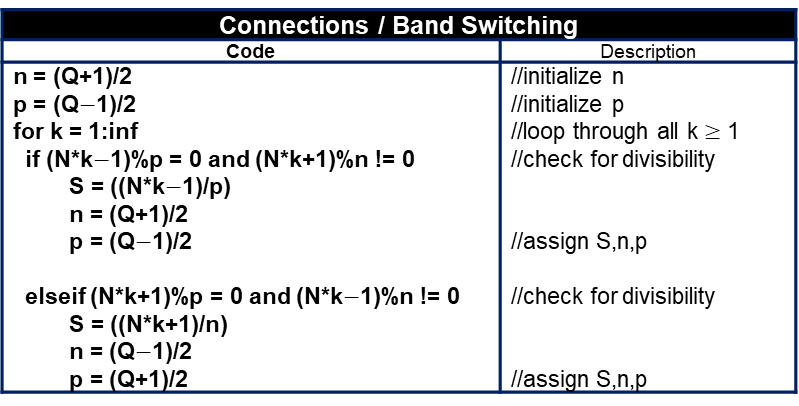 Connections / Band Switching
Code Description
n = (Q+1)/2 //initialize n
p = (Q−1)/2 //initialize p
for k = 1:inf //loop through all k ≥ 1
if (N*k−1)%p = 0 and (N*k+1)%n != 0 //check for divisibility
S = ((N*k−1)/p)
n = (Q+1)/2
p = (Q−1)/2 //assign S,n,p
elseif (N*k+1)%p = 0 and (N*k−1)%n != 0 //check for divisibility
S = ((N*k+1)/n)
n = (Q−1)/2
p = (Q+1)/2 //assign S,n,p